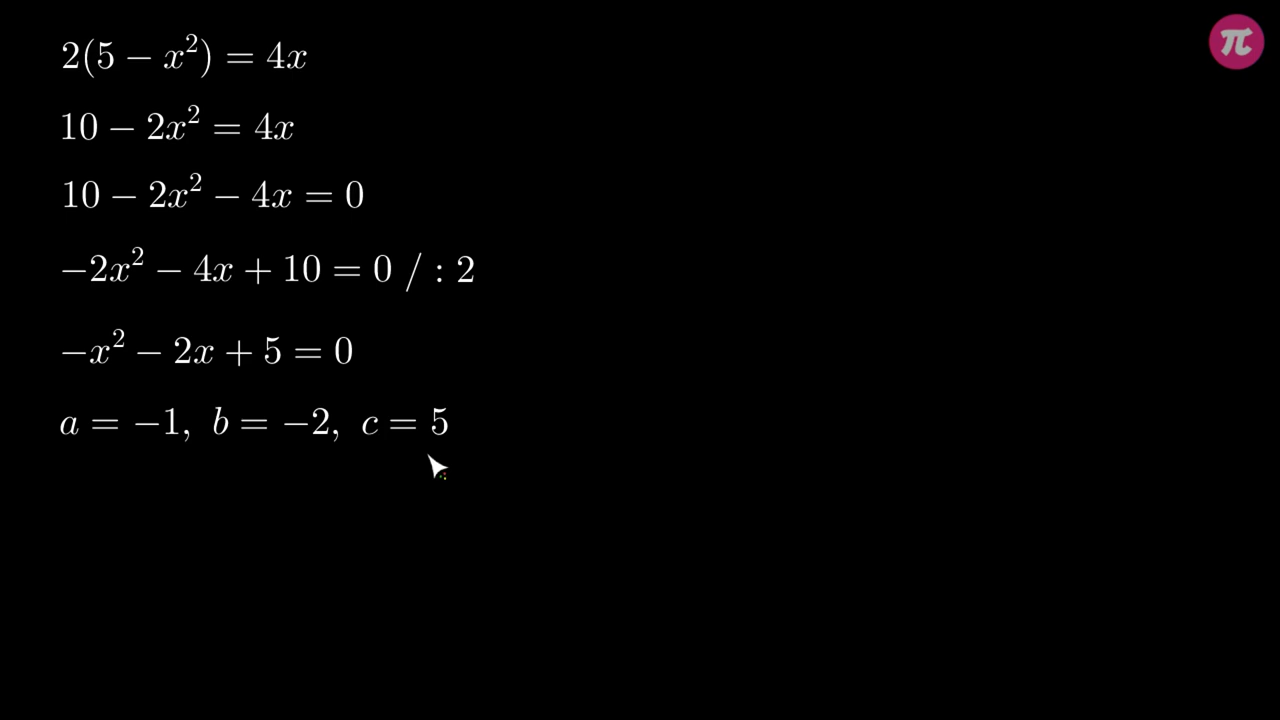 2(5 − x²) = 4x
10 − 2x² = 4x
10 − 2x² − 4x = 0
−2x² − 4x + 10 = 0 / : 2
−x² − 2x + 5 = 0
a = −1, b = −2, c = 5
π